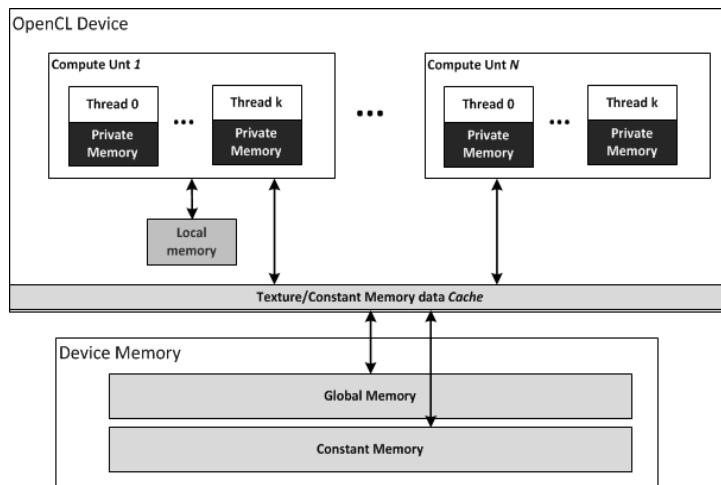 OpenCL Device
Compute Unt 1
Compute Unt N
Thread 0
Private
Memory
...
Thread k
Private
Memory
...
Thread 0
Private
Memory
...
Thread k
Private
Memory
Local
memory
Texture/Constant Memory data Cache
Device Memory
Global Memory
Constant Memory